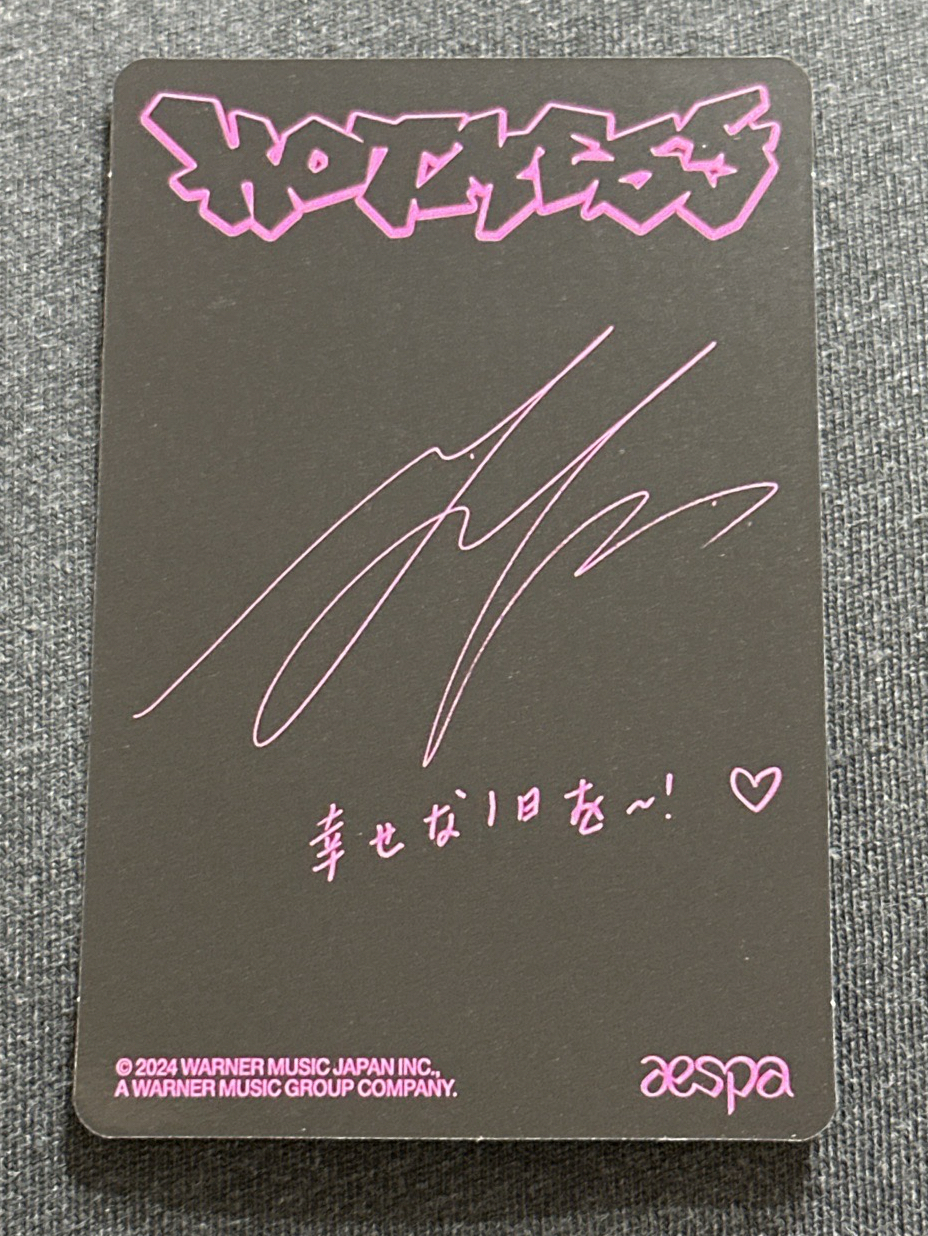 HOT MESS
幸せな1日を〜!♡
© 2024 WARNER MUSIC JAPAN INC.,
A WARNER MUSIC GROUP COMPANY.
aespa